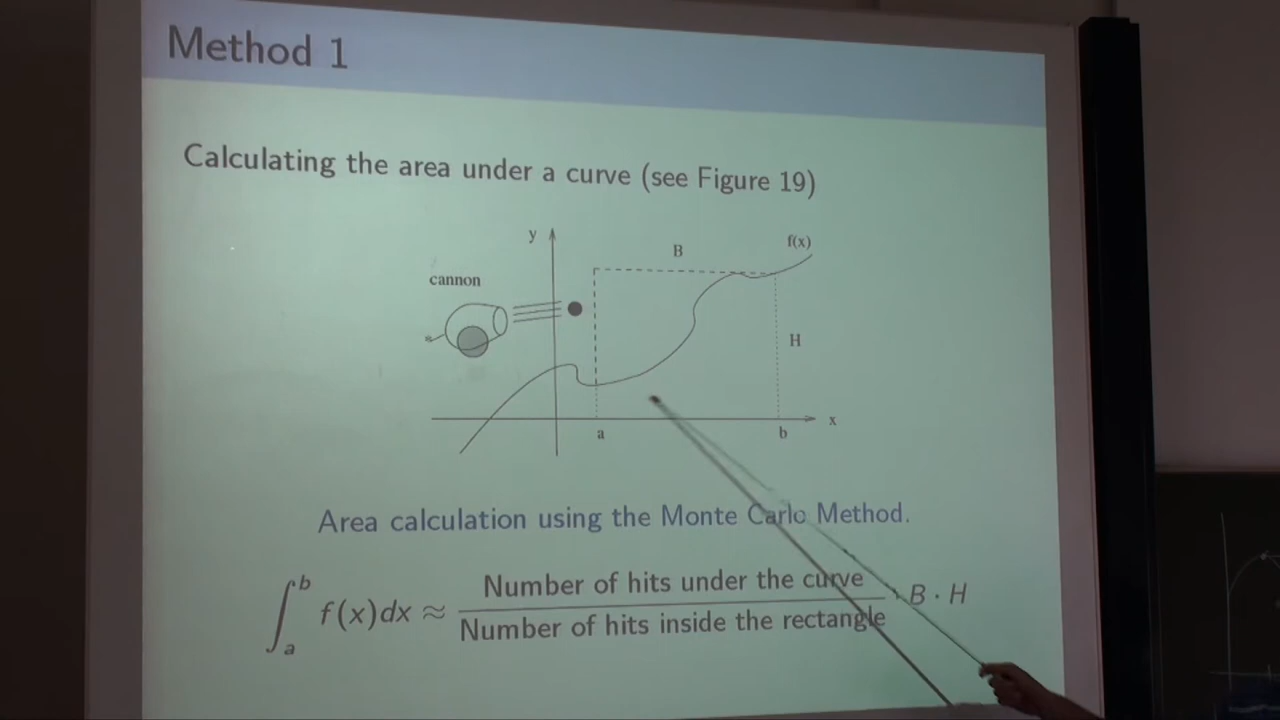 Method 1
Calculating the area under a curve (see Figure 19)
y
B
f(x)
cannon
H
x
a
b
Area calculation using the Monte Carlo Method.
∫_a^b f(x)dx ≈ Number of hits under the curve / Number of hits inside the rectangle · B · H